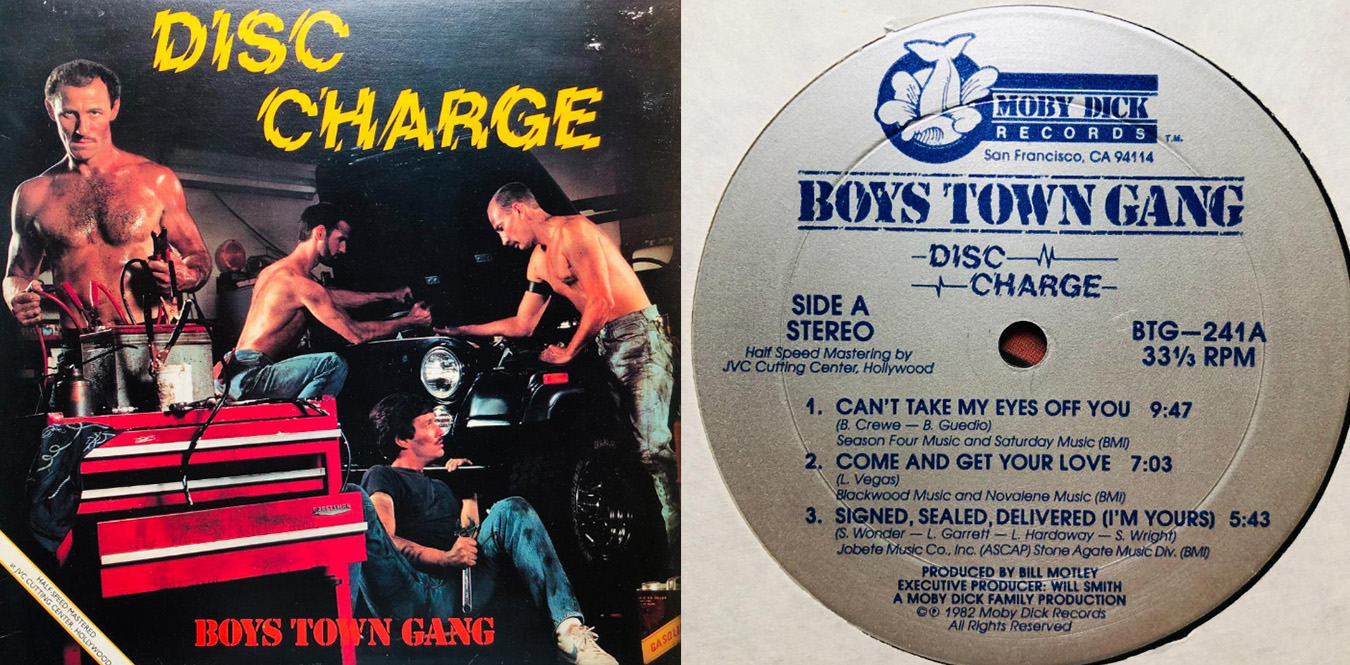 DISC
CHARGE
BOYS TOWN GANG
HALF-SPEED MASTERED
at JVC CUTTING CENTER, HOLLYWOOD
MOBY DICK
RECORDS T.M.
San Francisco, CA 94114
BOYS TOWN GANG
DISC
CHARGE
SIDE A
STEREO
Half Speed Mastering by
JVC Cutting Center, Hollywood
BTG—241A
33⅓ RPM
1. CAN'T TAKE MY EYES OFF YOU 9:47
(B. Crewe — B. Guedio)
Season Four Music and Saturday Music (BMI)
2. COME AND GET YOUR LOVE 7:03
(L. Vegas)
Blackwood Music and Novalene Music (BMI)
3. SIGNED, SEALED, DELIVERED (I'M YOURS) 5:43
(S. Wonder — L. Garrett — L. Hardaway — S. Wright)
Jobete Music Co., Inc. (ASCAP) Stone Agate Music Div. (BMI)
PRODUCED BY BILL MOTLEY
EXECUTIVE PRODUCER: WILL SMITH
A MOBY DICK FAMILY PRODUCTION
©℗ 1982 Moby Dick Records
All Rights Reserved